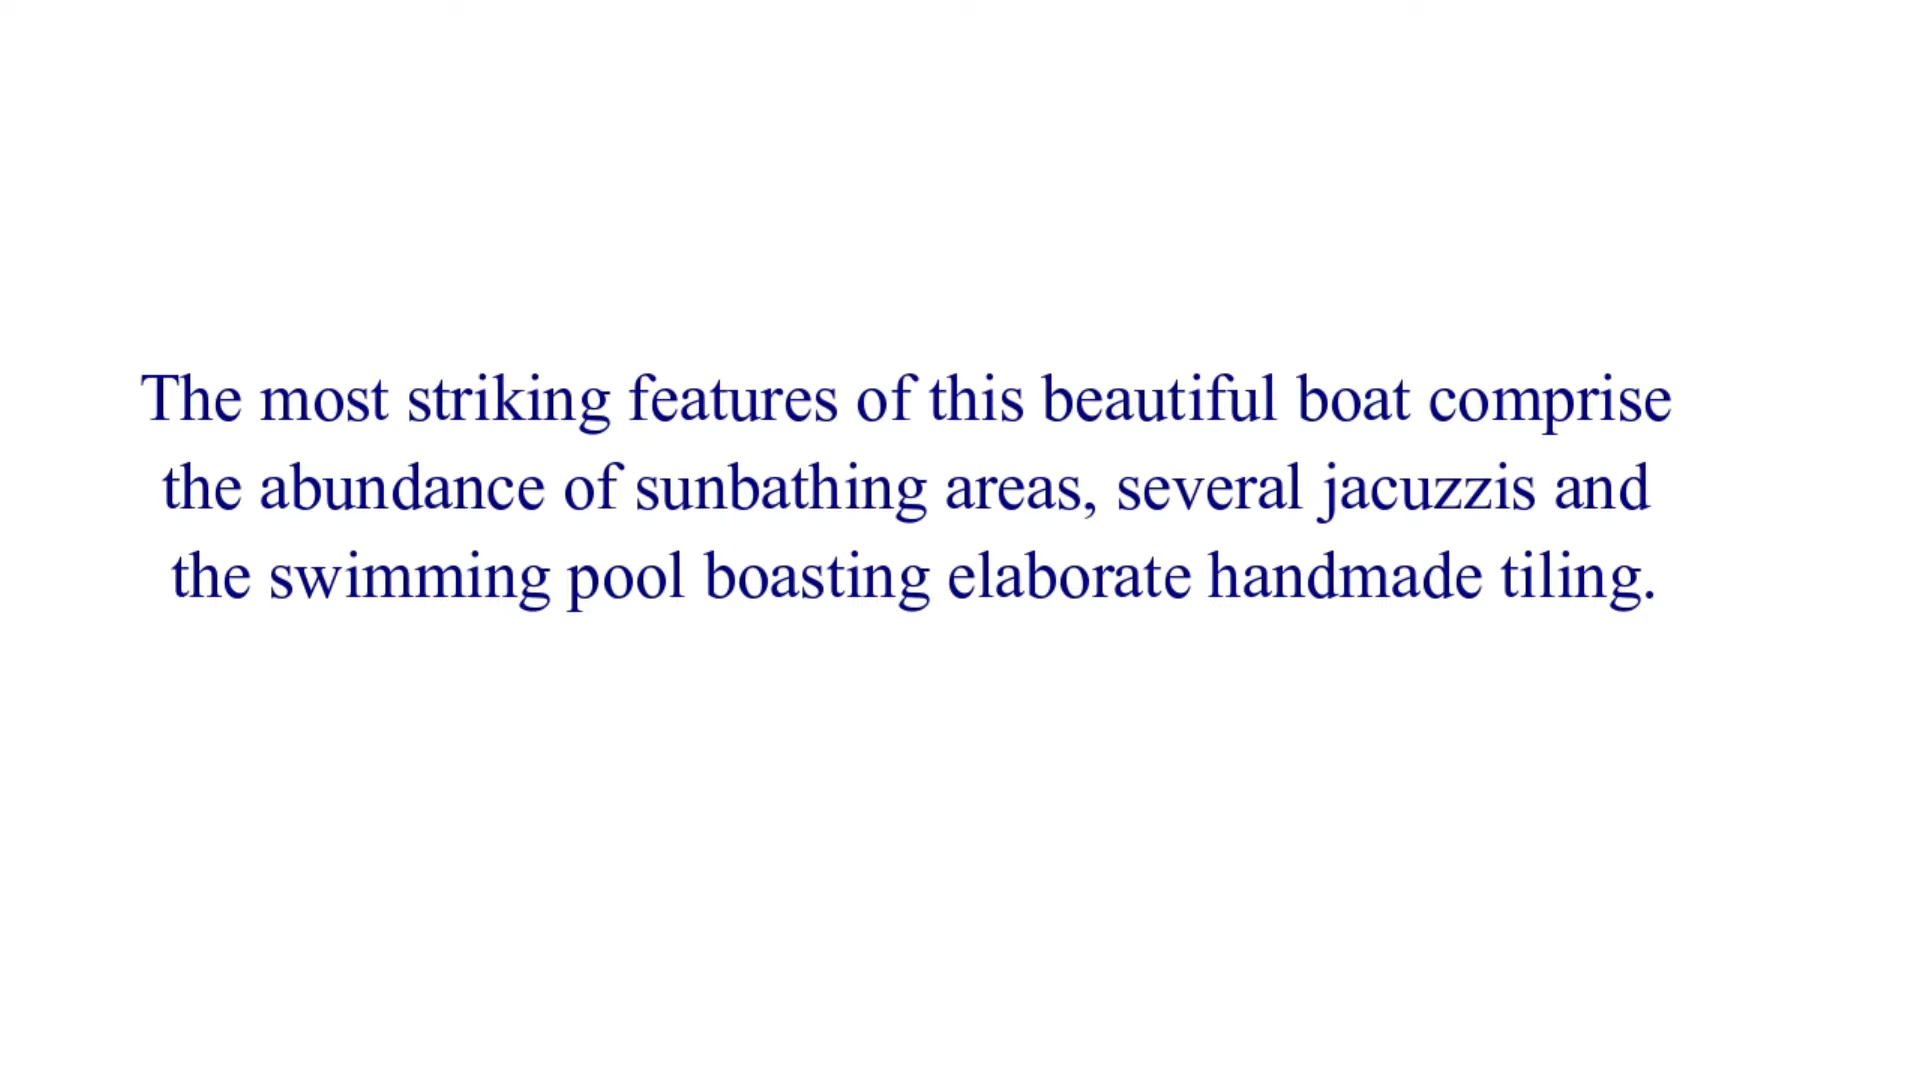 The most striking features of this beautiful boat comprise
the abundance of sunbathing areas, several jacuzzis and
the swimming pool boasting elaborate handmade tiling.